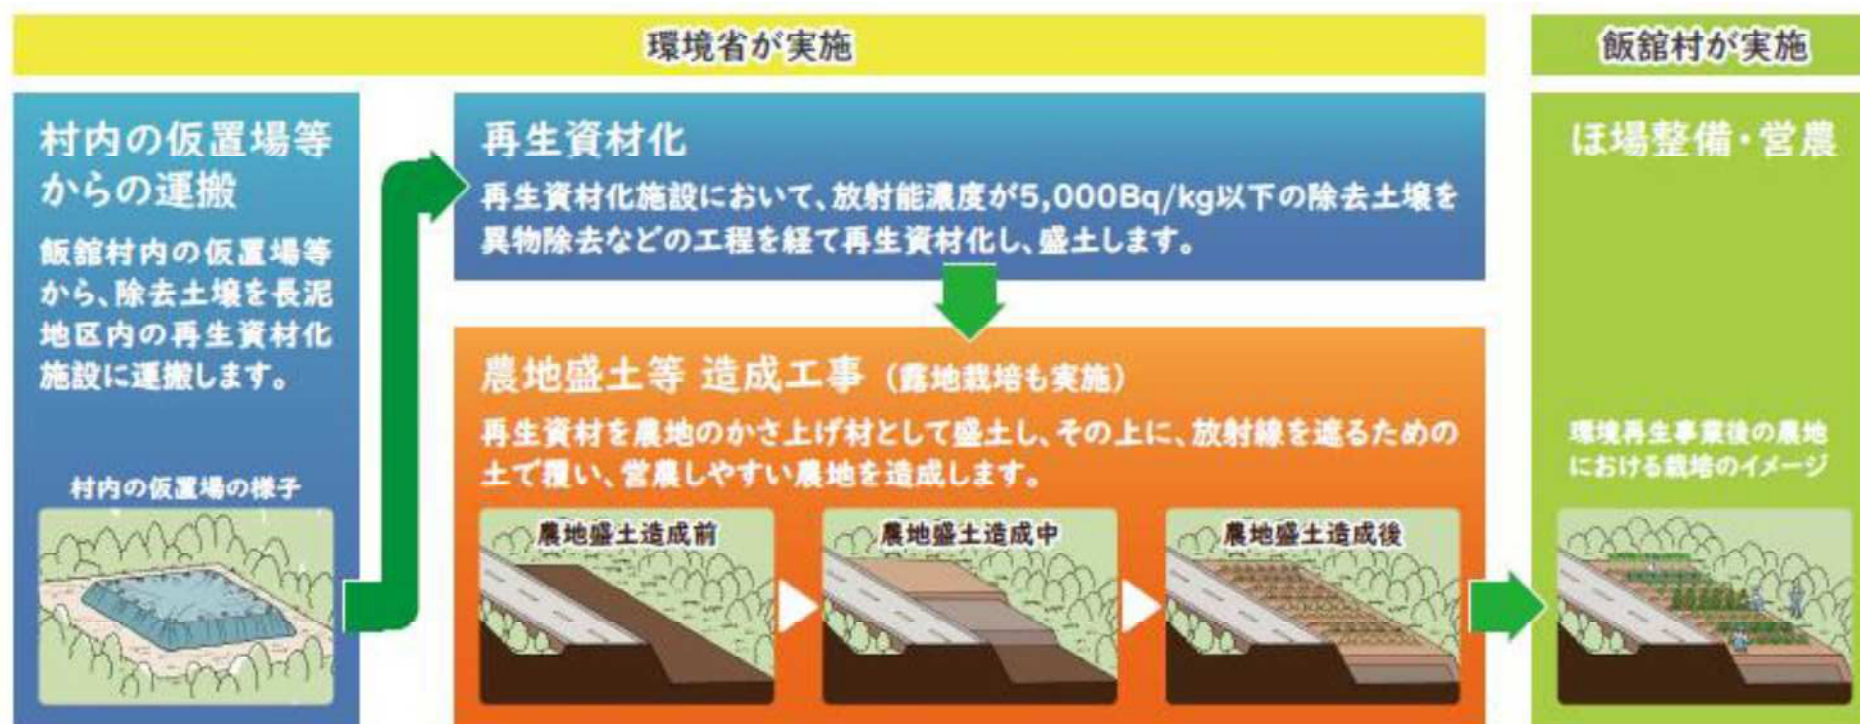 環境省が実施
飯舘村が実施
村内の仮置場等
からの運搬
飯舘村内の仮置場等
から、除去土壌を長泥
地区内の再生資材化
施設に運搬します。
村内の仮置場の様子
再生資材化
再生資材化施設において、放射能濃度が5,000Bq/kg以下の除去土壌を
異物除去などの工程を経て再生資材化し、盛土します。
農地盛土等 造成工事（露地栽培も実施）
再生資材を農地のかさ上げ材として盛土し、その上に、放射線を遮るための
土で覆い、営農しやすい農地を造成します。
農地盛土造成前
農地盛土造成中
農地盛土造成後
ほ場整備・営農
環境再生事業後の農地
における栽培のイメージ